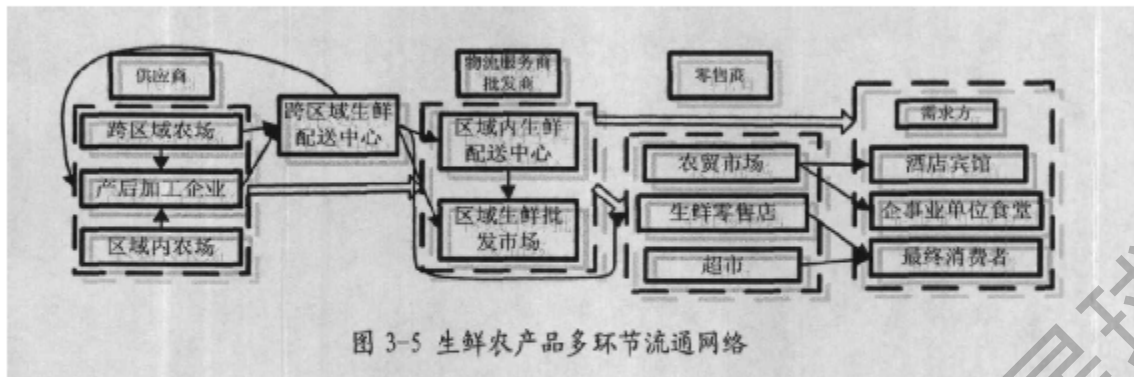 供应商
物流服务商
批发商
零售商
需求方
跨区域农场
产后加工企业
区域内农场
跨区域生鲜
配送中心
区域内生鲜
配送中心
区域生鲜批
发市场
农贸市场
生鲜零售店
超市
酒店宾馆
企事业单位食堂
最终消费者
图 3-5 生鲜农产品多环节流通网络